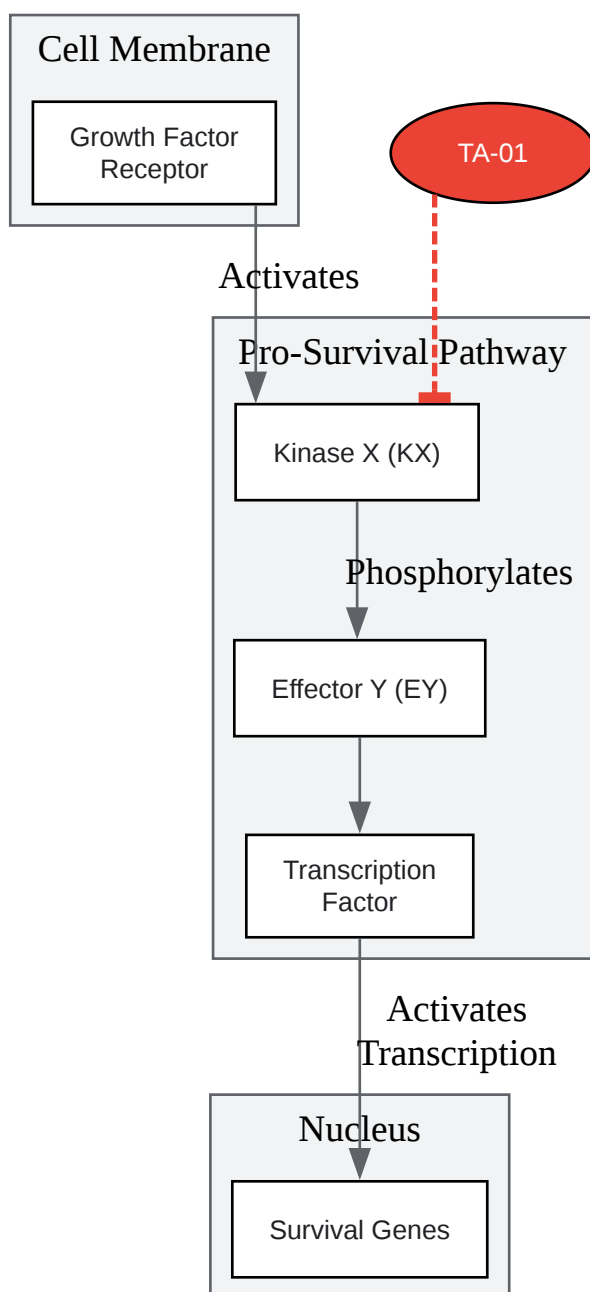 Cell Membrane
Growth Factor
Receptor
TA-01
Activates
Pro-Survival Pathway
Kinase X (KX)
Phosphorylates
Effector Y (EY)
Transcription
Factor
Activates
Transcription
Nucleus
Survival Genes